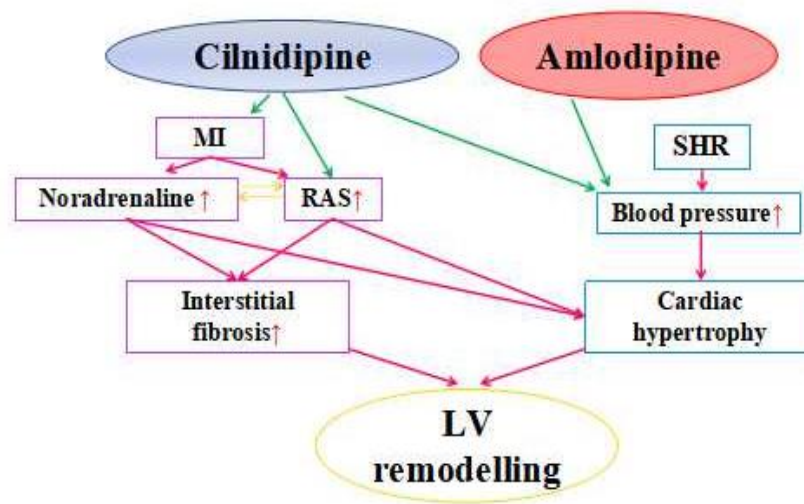 Cilnidipine
Amlodipine
MI
SHR
Noradrenaline ↑
RAS↑
Blood pressure↑
Interstitial
fibrosis↑
Cardiac
hypertrophy
LV
remodelling